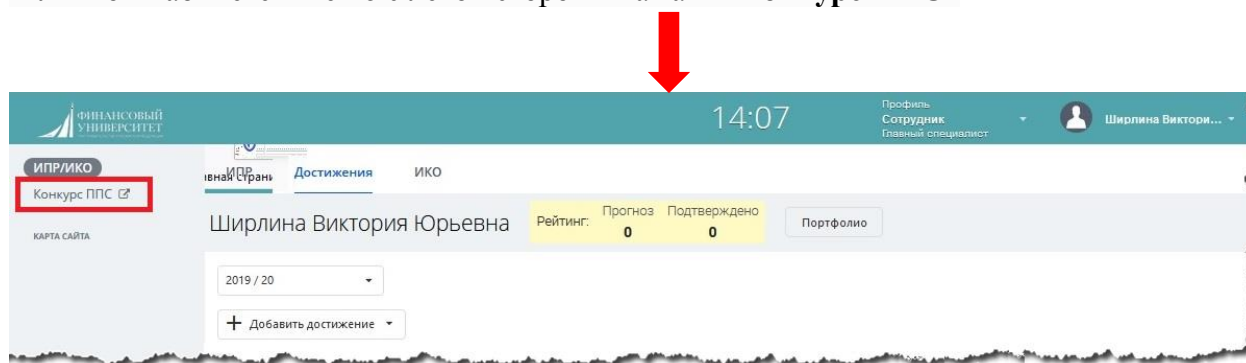 14:07
ФИНАНСОВЫЙ
УНИВЕРСИТЕТ
Профиль
Сотрудник
Главный специалист
Ширлина Виктори...
ИПР/ИКО
Конкурс ППС
КАРТА САЙТА
ИПР
Достижения
ИКО
Ширлина Виктория Юрьевна
Рейтинг:
Прогноз
0
Подтверждено
0
Портфолио
2019 / 20
+ Добавить достижение